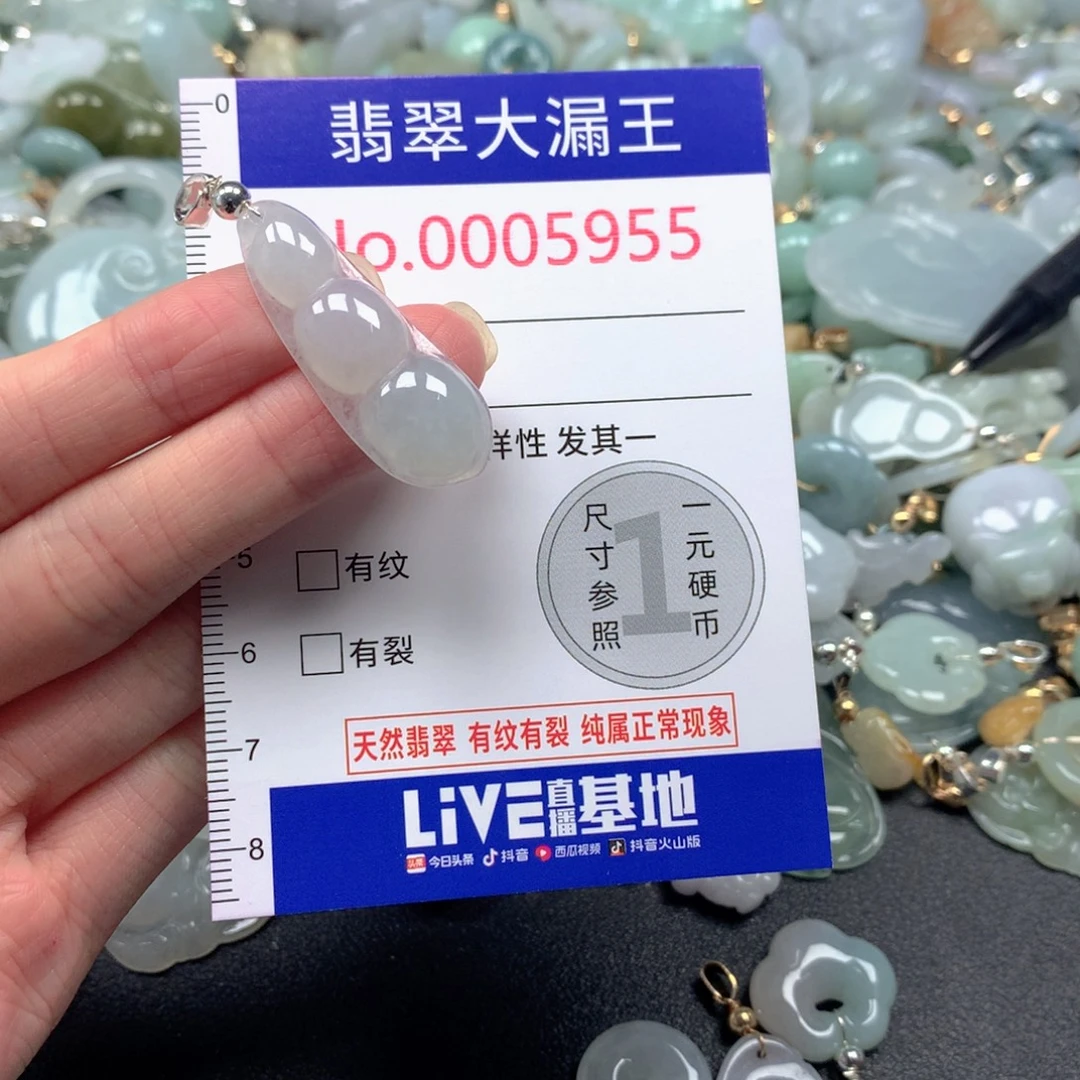 0
翡翠大漏王
No.0005955
样性 发其一
尺寸参照
一元硬币
1
5
有纹
6
有裂
天然翡翠 有纹有裂 纯属正常现象
7
LiVE直播基地
8
头条 今日头条 抖音 西瓜视频 抖音火山版